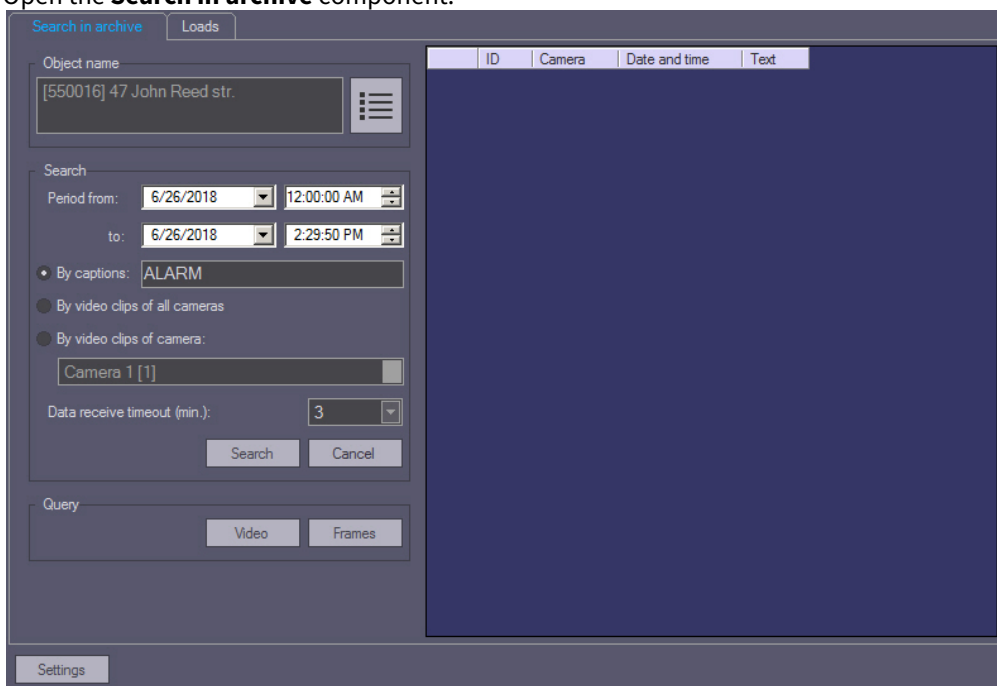 Open the Search in archive component.
Search in archive Loads
Object name
[550016] 47 John Reed str.
Search
Period from: 6/26/2018 12:00:00 AM
to: 6/26/2018 2:29:50 PM
By captions: ALARM
By video clips of all cameras
By video clips of camera:
Camera 1 [1]
Data receive timeout (min.): 3
Search Cancel
Query
Video Frames
ID Camera Date and time Text
Settings